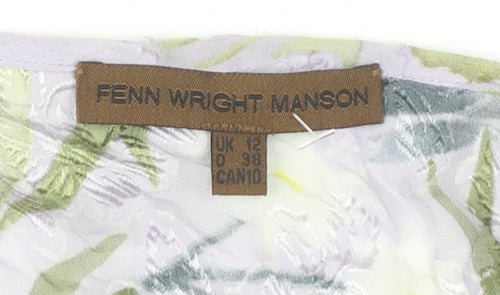 FENN WRIGHT MANSON
UK 12
D 38
CAN10